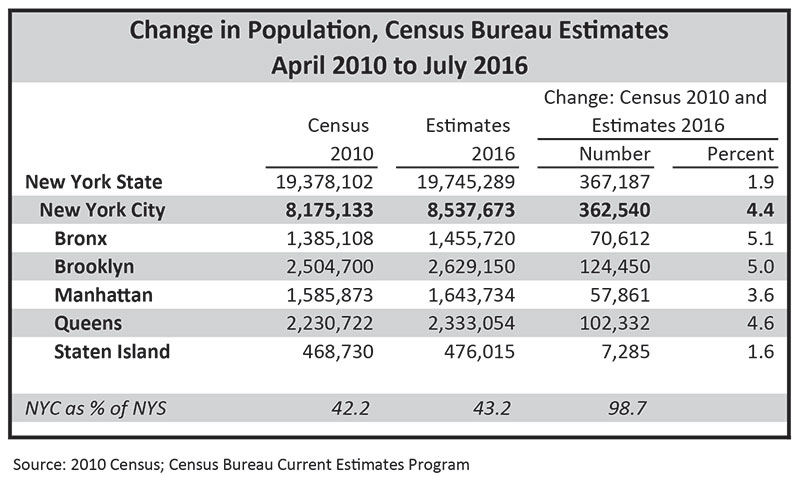 Change in Population, Census Bureau Estimates
April 2010 to July 2016
Change: Census 2010 and
Census Estimates Estimates 2016
2010 2016 Number Percent
New York State 19,378,102 19,745,289 367,187 1.9
New York City 8,175,133 8,537,673 362,540 4.4
Bronx 1,385,108 1,455,720 70,612 5.1
Brooklyn 2,504,700 2,629,150 124,450 5.0
Manhattan 1,585,873 1,643,734 57,861 3.6
Queens 2,230,722 2,333,054 102,332 4.6
Staten Island 468,730 476,015 7,285 1.6
NYC as % of NYS 42.2 43.2 98.7
Source: 2010 Census; Census Bureau Current Estimates Program